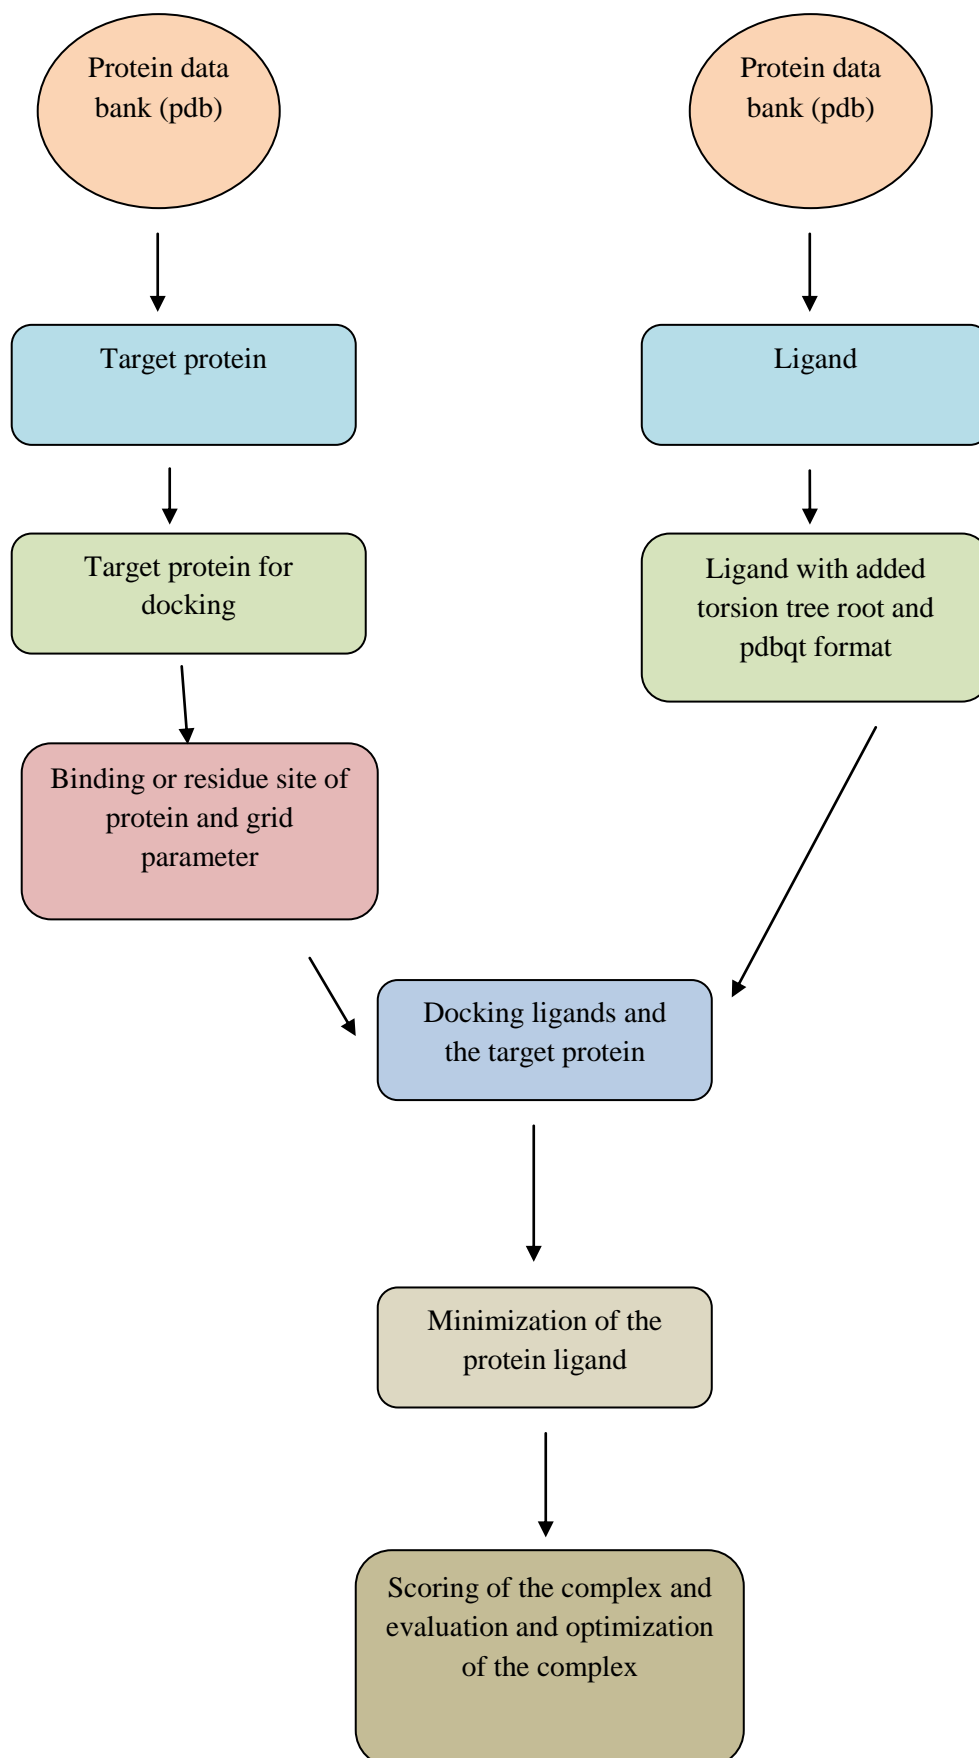 Protein data
bank (pdb)
Protein data
bank (pdb)
Target protein
Ligand
Target protein for
docking
Ligand with added
torsion tree root and
pdbqt format
Binding or residue site of
protein and grid
parameter
Docking ligands and
the target protein
Minimization of the
protein ligand
Scoring of the complex and
evaluation and optimization
of the complex